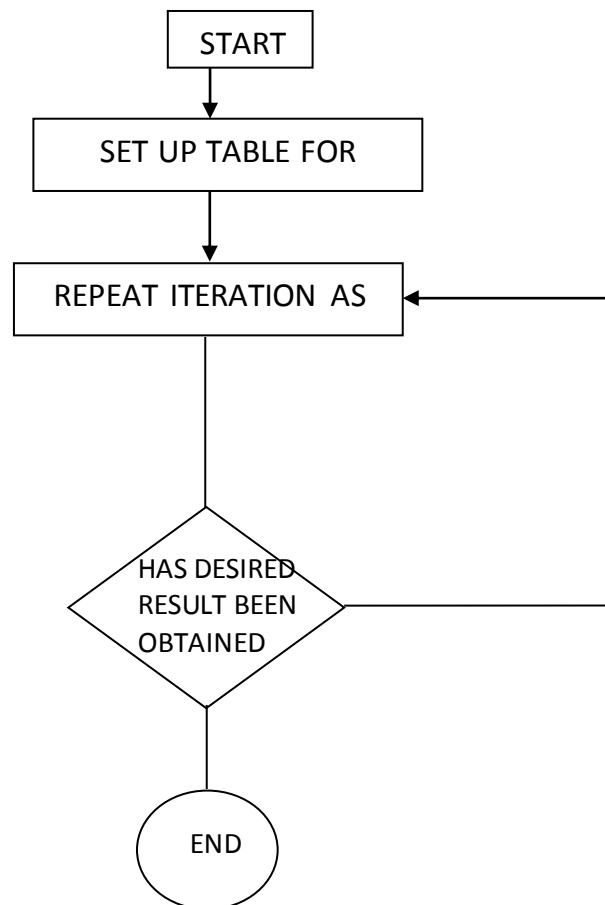 START
SET UP TABLE FOR
REPEAT ITERATION AS
HAS DESIRED
RESULT BEEN
OBTAINED
END